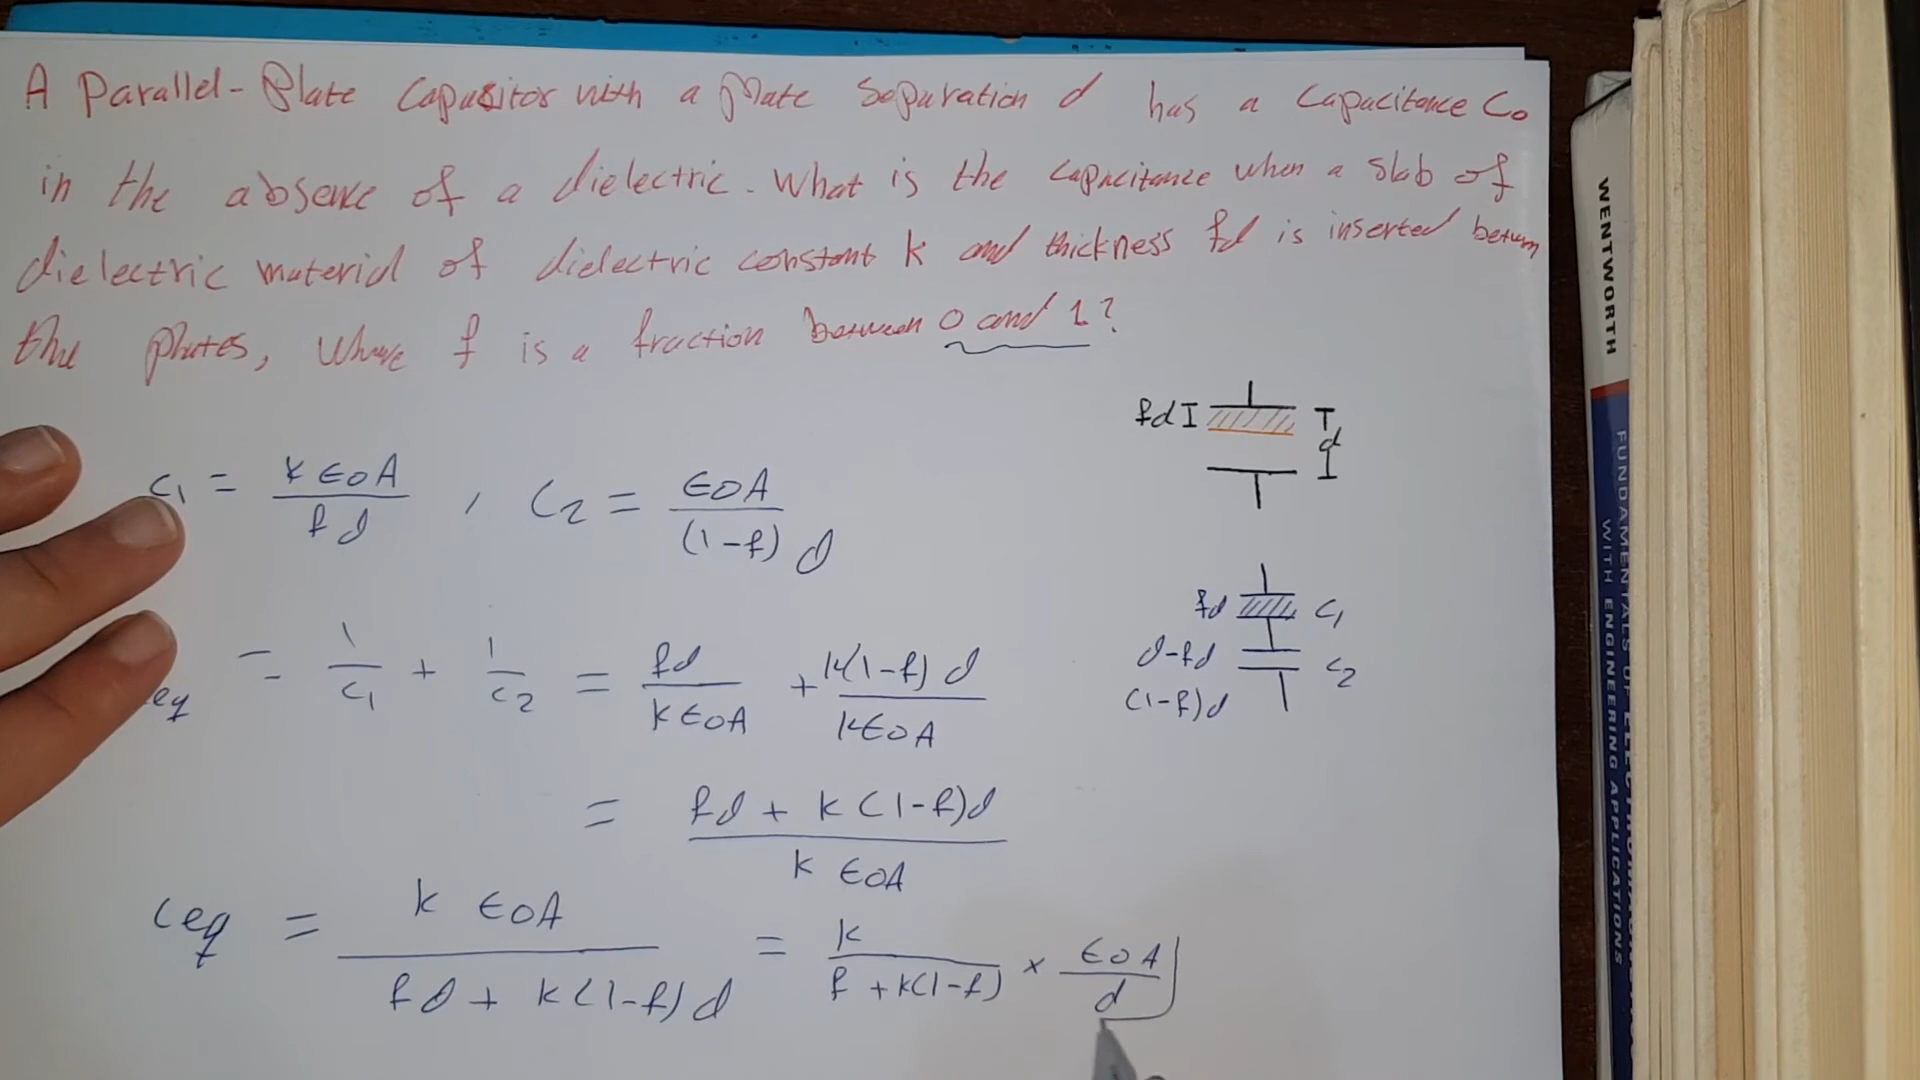 A Parallel-Plate Capasitor with a Plate Separation d has a Capacitance C₀
in the absence of a dielectric. What is the capacitance when a slab of
dielectric material of dielectric constant k and thickness fd is inserted between
the plates, where f is a fraction between 0 and 1?
fd I T d
C₁ = kϵ0A / fd , C₂ = ϵ0A / (1-f) d
fd C₁
d-fd C₂
(1-f)d
eq = 1/C₁ + 1/C₂ = fd / kϵ0A + k(1-f) d / kϵ0A
= fd + k(1-f)d / k ϵ0A
Ceq = k ϵ0A / fd + k(1-f)d = k / f + k(1-f) × ϵ0A / d
WENTWORTH
FUNDAMENTALS OF
WITH ENGINEERING APPLICATIONS